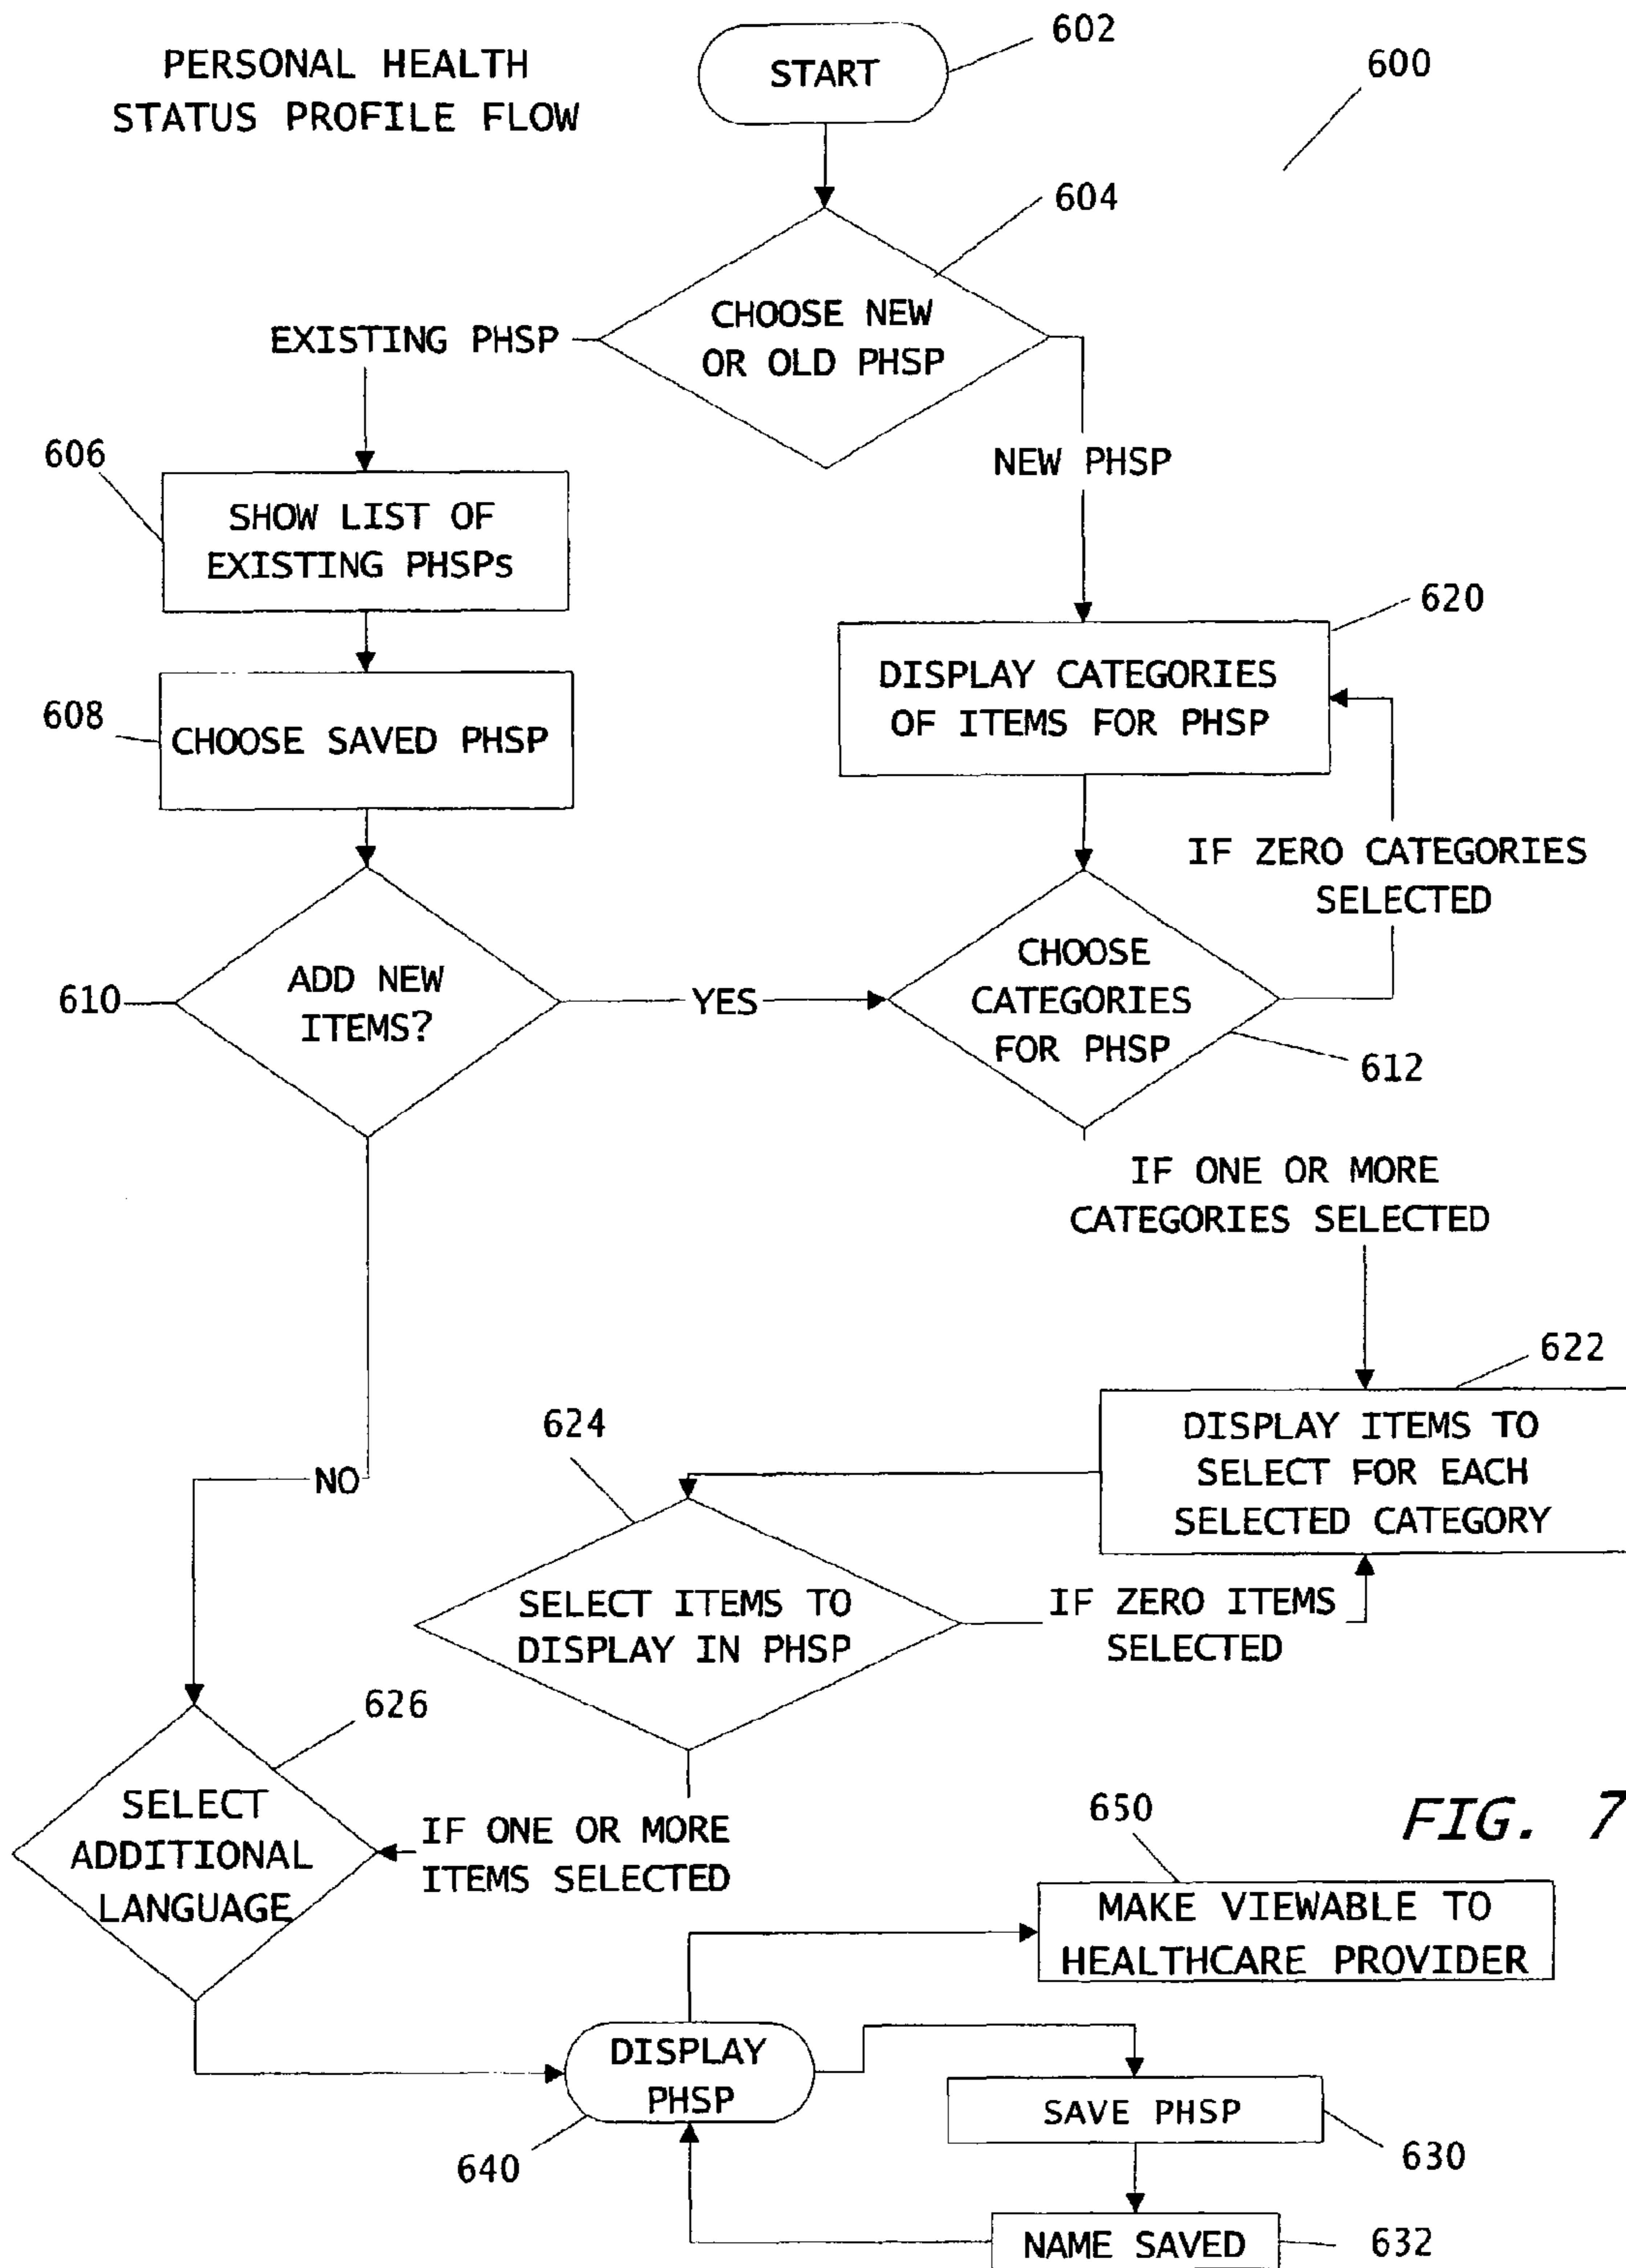 PERSONAL HEALTH
STATUS PROFILE FLOW
START
602
600
604
CHOOSE NEW
OR OLD PHSP
EXISTING PHSP
NEW PHSP
606
SHOW LIST OF
EXISTING PHSPs
620
DISPLAY CATEGORIES
OF ITEMS FOR PHSP
608
CHOOSE SAVED PHSP
IF ZERO CATEGORIES
SELECTED
610
ADD NEW
ITEMS?
YES
CHOOSE
CATEGORIES
FOR PHSP
612
IF ONE OR MORE
CATEGORIES SELECTED
622
DISPLAY ITEMS TO
SELECT FOR EACH
SELECTED CATEGORY
624
NO
SELECT ITEMS TO
DISPLAY IN PHSP
IF ZERO ITEMS
SELECTED
626
SELECT
ADDITIONAL
LANGUAGE
IF ONE OR MORE
ITEMS SELECTED
FIG. 7
650
MAKE VIEWABLE TO
HEALTHCARE PROVIDER
DISPLAY
PHSP
640
SAVE PHSP
630
NAME SAVED
632